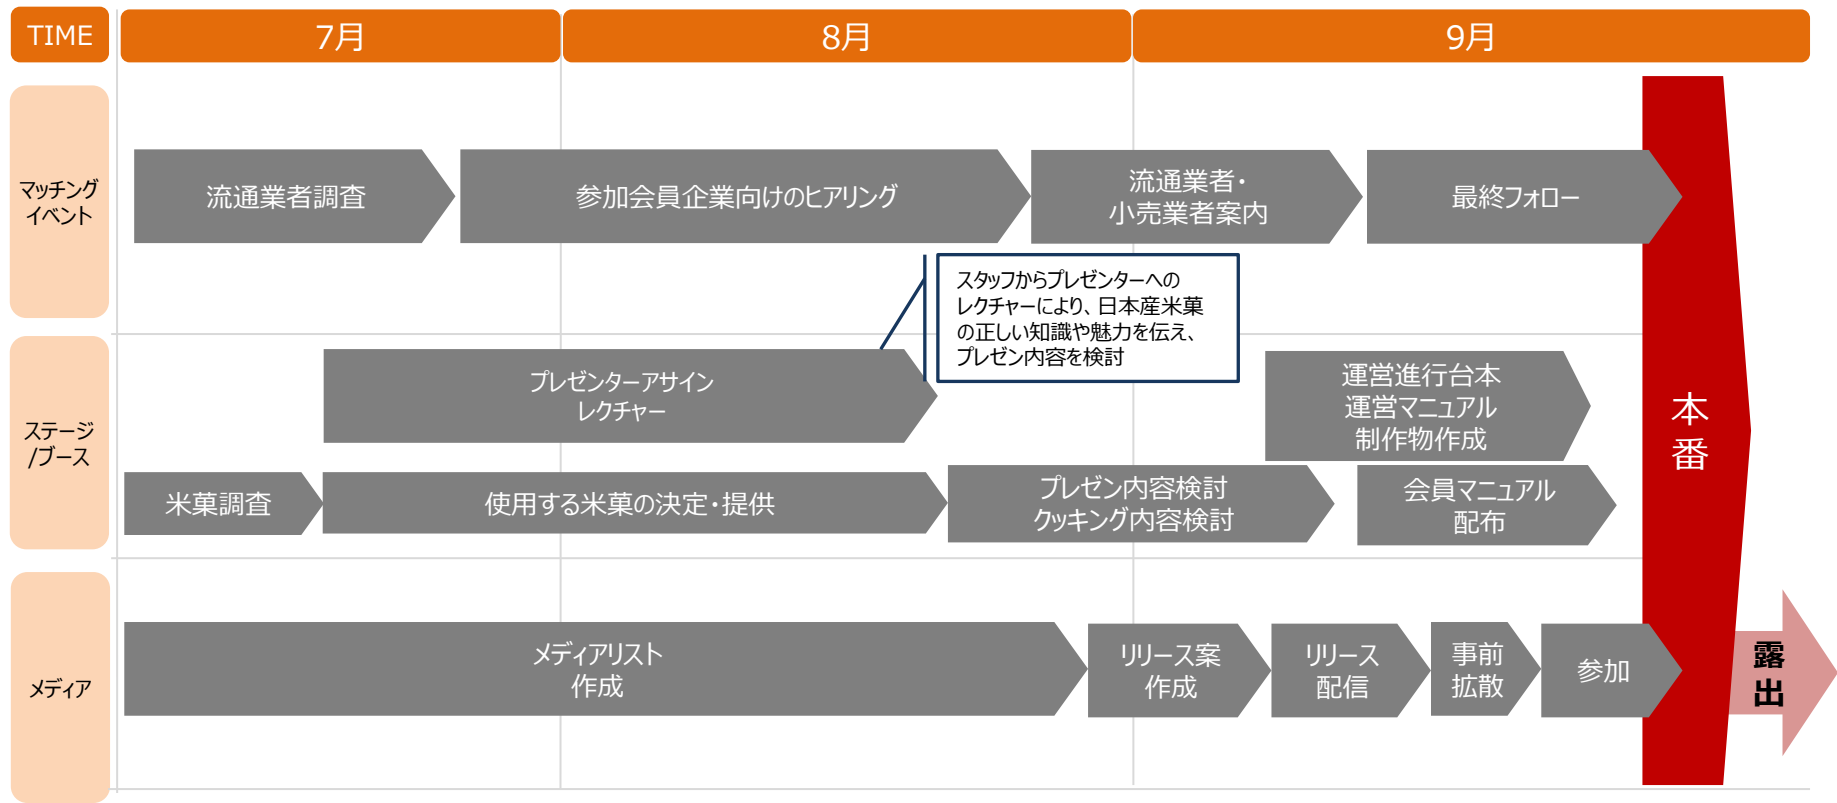 TIME
7月
8月
9月
マッチング
イベント
流通業者調査
参加会員企業向けのヒアリング
流通業者・
小売業者案内
最終フォロー
スタッフからプレゼンターへの
レクチャーにより、日本産米菓
の正しい知識や魅力を伝え、
プレゼン内容を検討
ステージ
/ブース
プレゼンターアサイン
レクチャー
運営進行台本
運営マニュアル
制作物作成
米菓調査
使用する米菓の決定・提供
プレゼン内容検討
クッキング内容検討
会員マニュアル
配布
本
番
メディア
メディアリスト
作成
リリース案
作成
リリース
配信
事前
拡散
参加
露
出